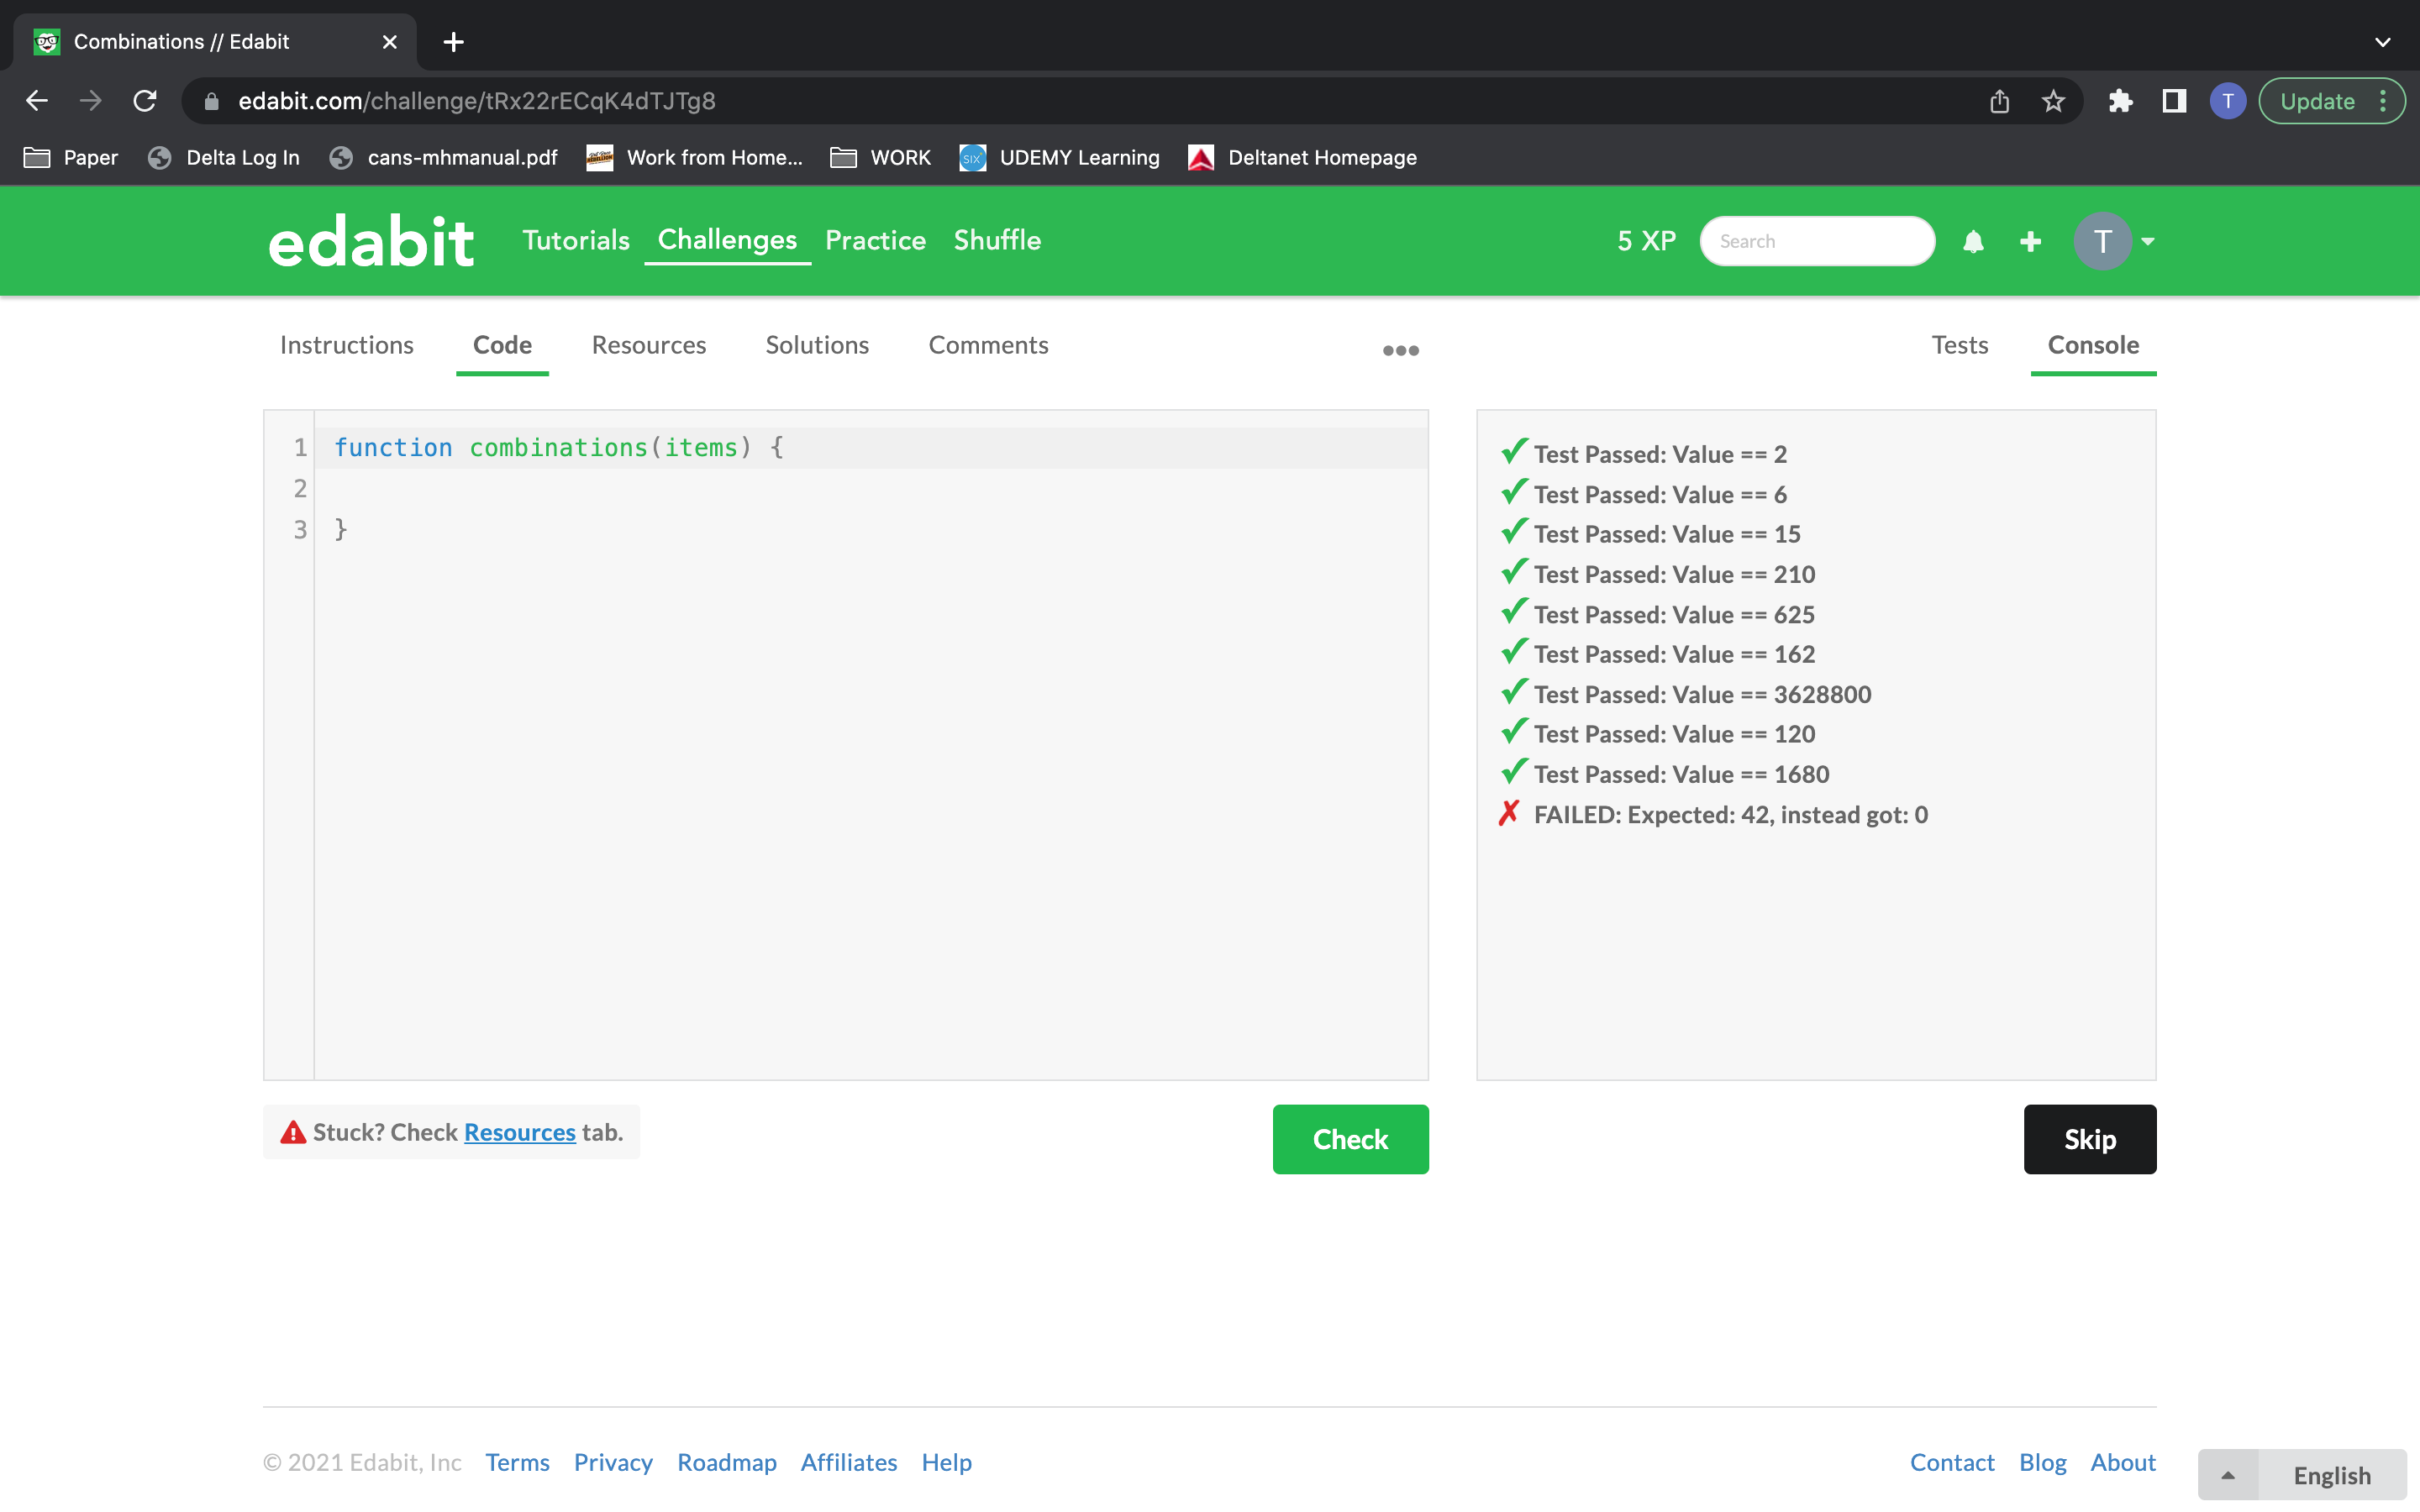 Combinations // Edabit
edabit.com/challenge/tRx22rECqK4dTJTg8
T
Update
Paper
Delta Log In
cans-mhmanual.pdf
Work from Home...
WORK
SIX
UDEMY Learning
Deltanet Homepage
edabit
Tutorials
Challenges
Practice
Shuffle
5 XP
Search
T
Instructions
Code
Resources
Solutions
Comments
Tests
Console
1 function combinations(items) {
2
3 }
Test Passed: Value == 2
Test Passed: Value == 6
Test Passed: Value == 15
Test Passed: Value == 210
Test Passed: Value == 625
Test Passed: Value == 162
Test Passed: Value == 3628800
Test Passed: Value == 120
Test Passed: Value == 1680
FAILED: Expected: 42, instead got: 0
Stuck? Check Resources tab.
Check
Skip
© 2021 Edabit, Inc
Terms
Privacy
Roadmap
Affiliates
Help
Contact
Blog
About
English